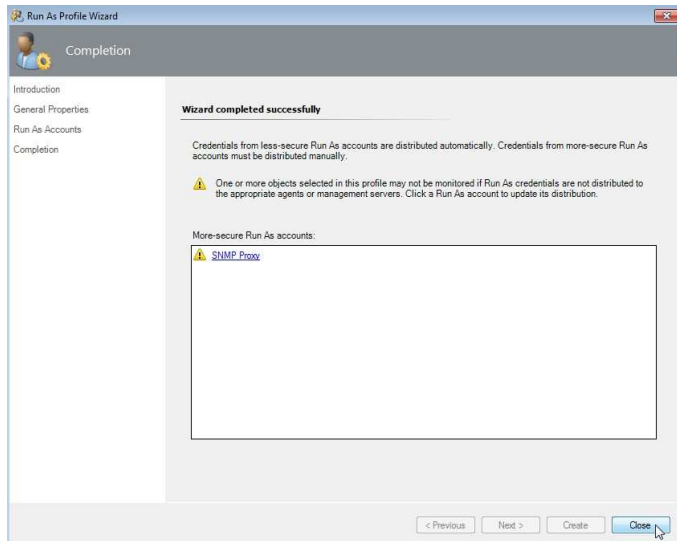 Run As Profile Wizard
Completion
Introduction
General Properties
Run As Accounts
Completion
Wizard completed successfully
Credentials from less-secure Run As accounts are distributed automatically. Credentials from more-secure Run As
accounts must be distributed manually.
One or more objects selected in this profile may not be monitored if Run As credentials are not distributed to
the appropriate agents or management servers. Click a Run As account to update its distribution.
More-secure Run As accounts:
SNMP Proxy
< Previous
Next >
Create
Close